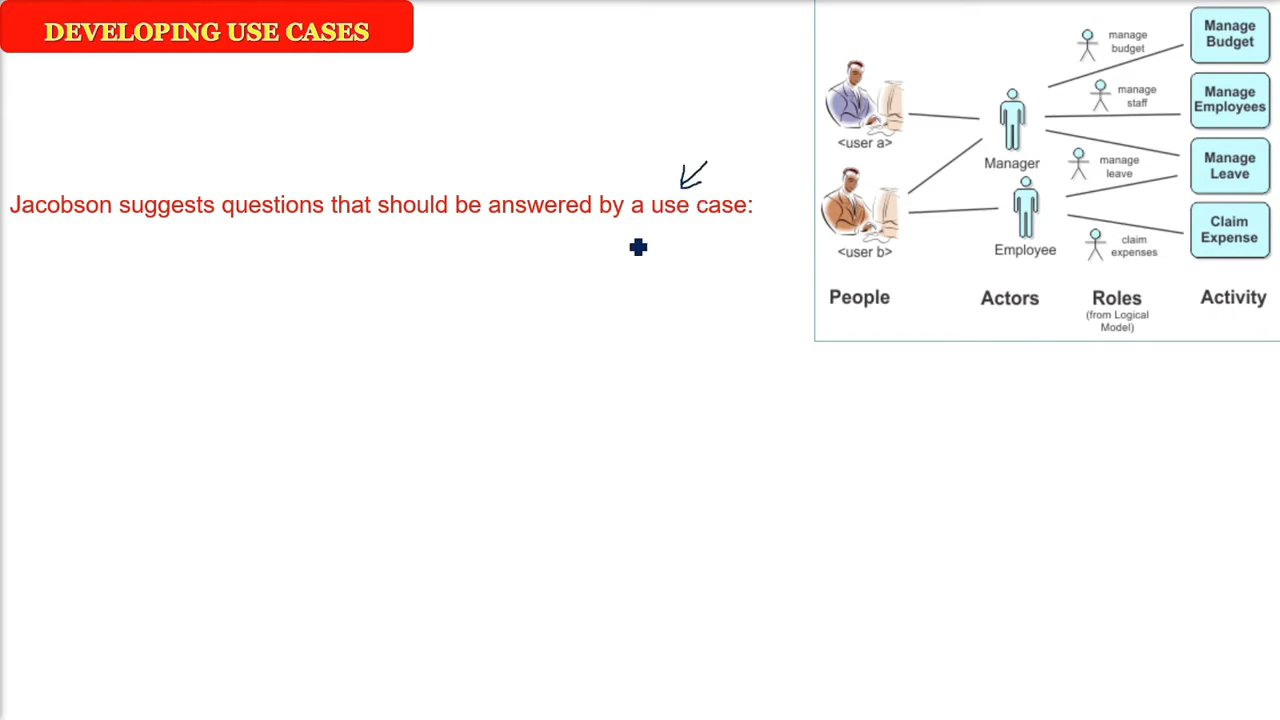 DEVELOPING USE CASES
Jacobson suggests questions that should be answered by a use case:
manage
budget
Manage
Budget
manage
staff
Manage
Employees
<user a>
Manager
manage
leave
Manage
Leave
<user b>
Employee
claim
expenses
Claim
Expense
People
Actors
Roles
(from Logical
Model)
Activity